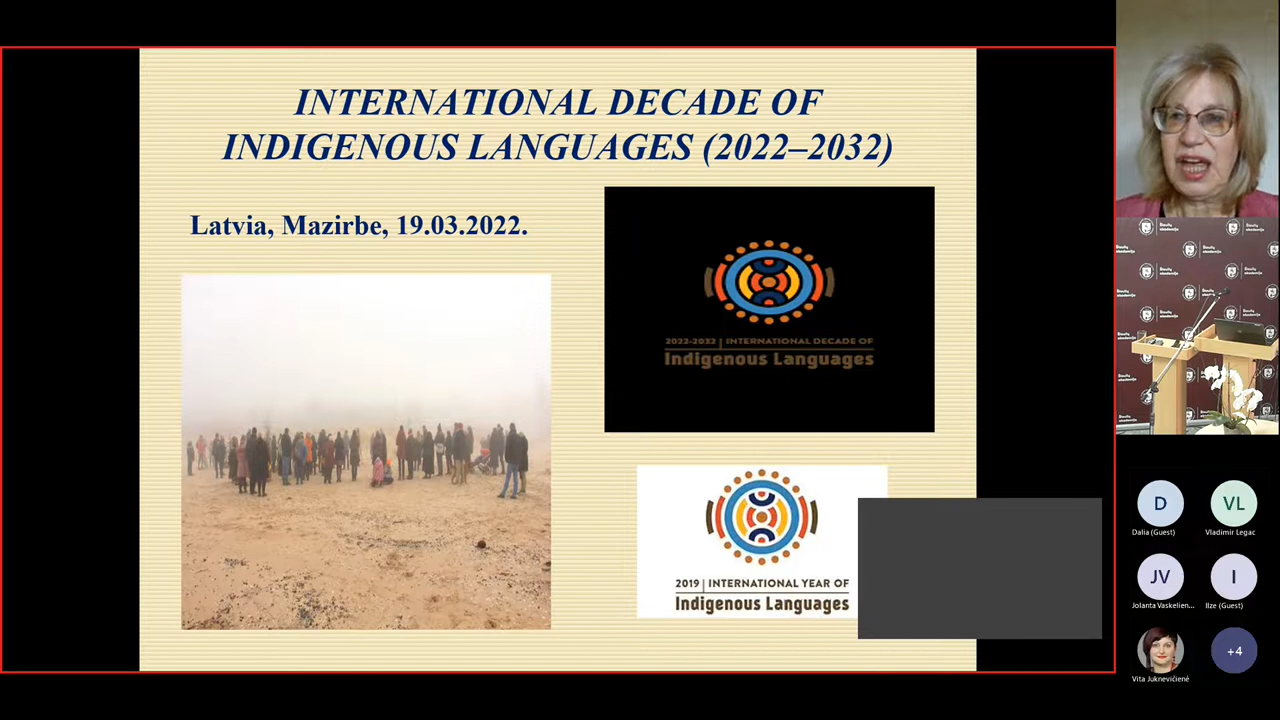 INTERNATIONAL DECADE OF
INDIGENOUS LANGUAGES (2022–2032)
Latvia, Mazirbe, 19.03.2022.
2022-2032 | INTERNATIONAL DECADE OF
Indigenous Languages
2019 | INTERNATIONAL YEAR OF
Indigenous Languages
D
Dalia (Guest)
VL
Vladimir Legac
JV
Jolanta Vaskelien...
I
Ilze (Guest)
Vita Juknevičienė
+4